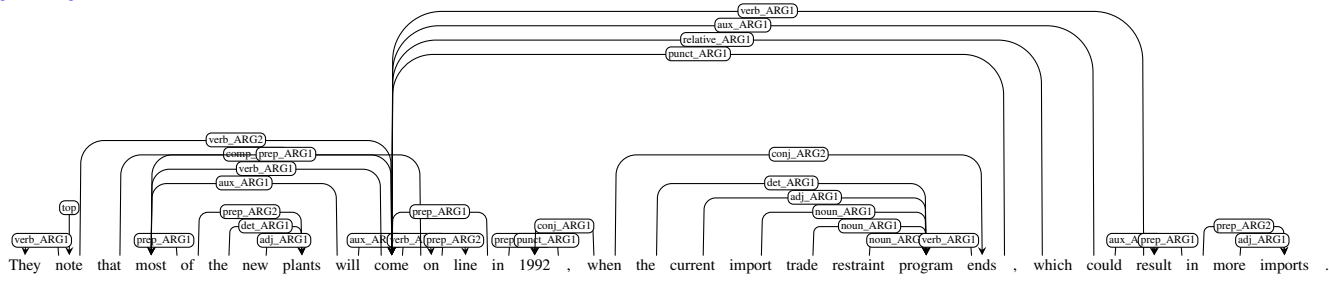 verb_ARG1
aux_ARG1
relative_ARG1
punct_ARG1
verb_ARG2 conj_ARG2
prep_ARG1
verb_ARG1
aux_ARG1 det_ARG1
adj_ARG1
top prep_ARG2 prep_ARG1 noun_ARG1
det_ARG1 conj_ARG1 noun_ARG1 prep_ARG2
verb_ARG1 prep_ARG1 adj_ARG1 prep_ARG2 punct_ARG1 verb_ARG1 prep_ARG1 adj_ARG1
They note that most of the new plants will come on line in 1992 , when the current import trade restraint program ends , which could result in more imports .